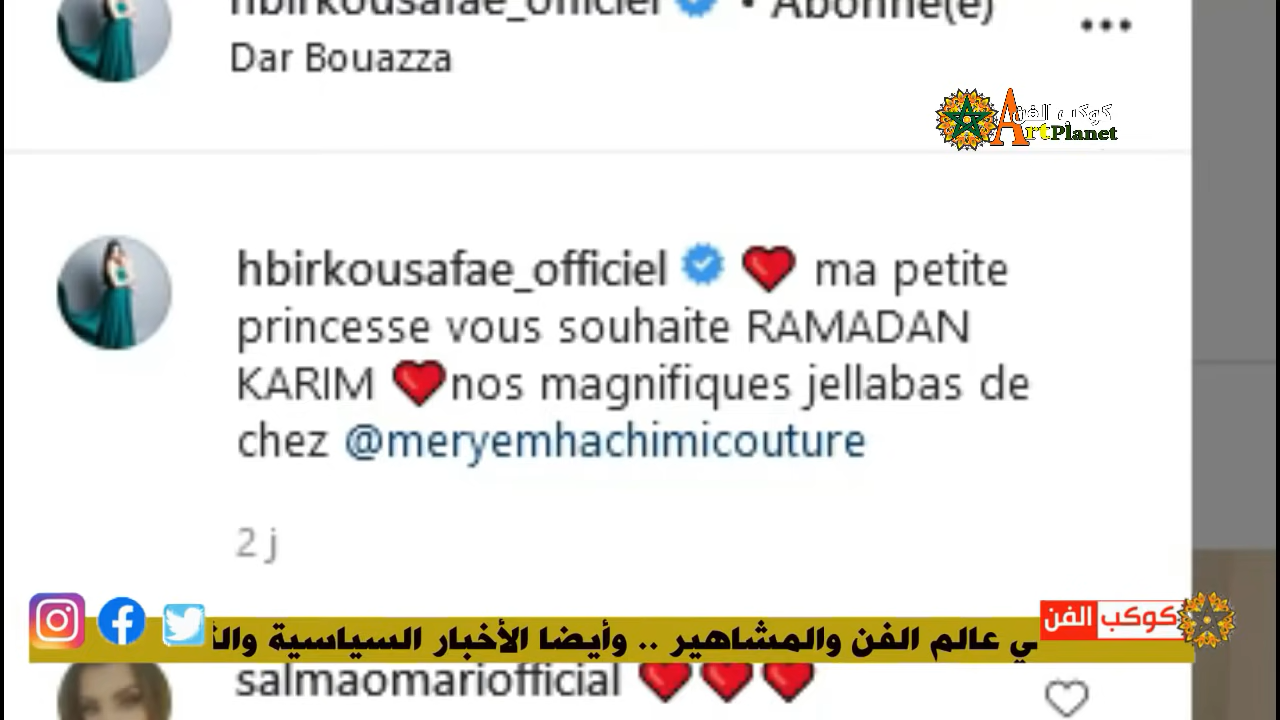 hbirkousafae_officiel • Abonné(e)
Dar Bouazza
كوكب الفن
ArtPlanet
hbirkousafae_officiel ❤️ ma petite
princesse vous souhaite RAMADAN
KARIM ❤️nos magnifiques jellabas de
chez @meryemhachimicouture
2 j
كوكب الفن
ي عالم الفن والمشاهير .. وأيضا الأخبار السياسية
salmaomariofficial ❤️❤️❤️